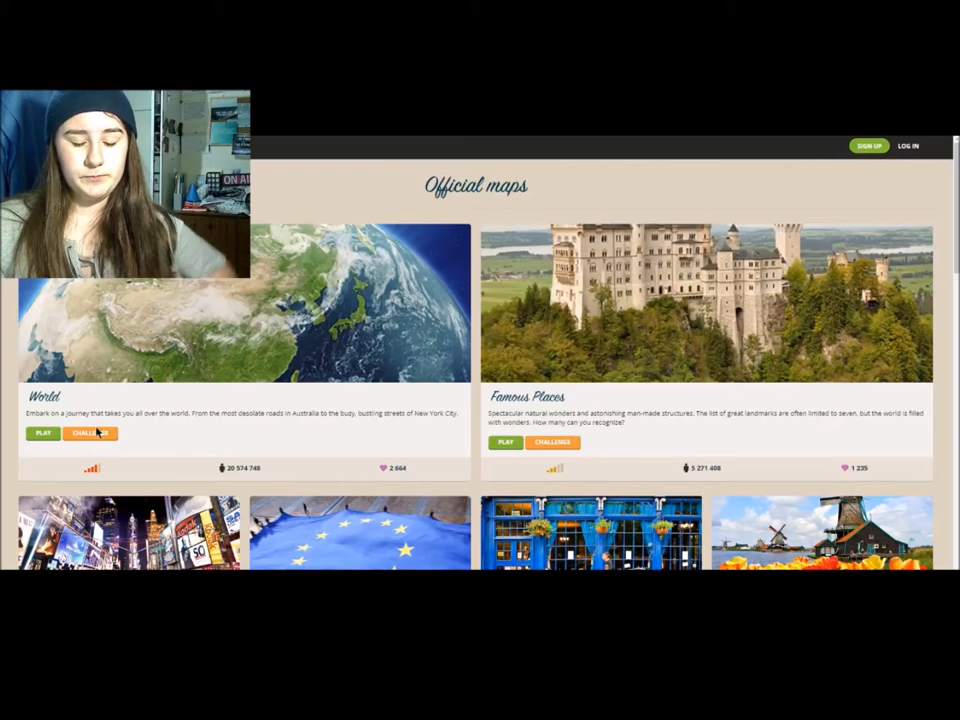 ON AIR
SIGN UP LOG IN
Official maps
World
Embark on a journey that takes you all over the world. From the most desolate roads in Australia to the busy, bustling streets of New York City.
PLAY
20 574 748 2 664
Famous Places
Spectacular natural wonders and astonishing man-made structures. The list of great landmarks are often limited to seven, but the world is filled
with wonders. How many can you recognize?
PLAY CHALLENGE
5 271 408 1 235